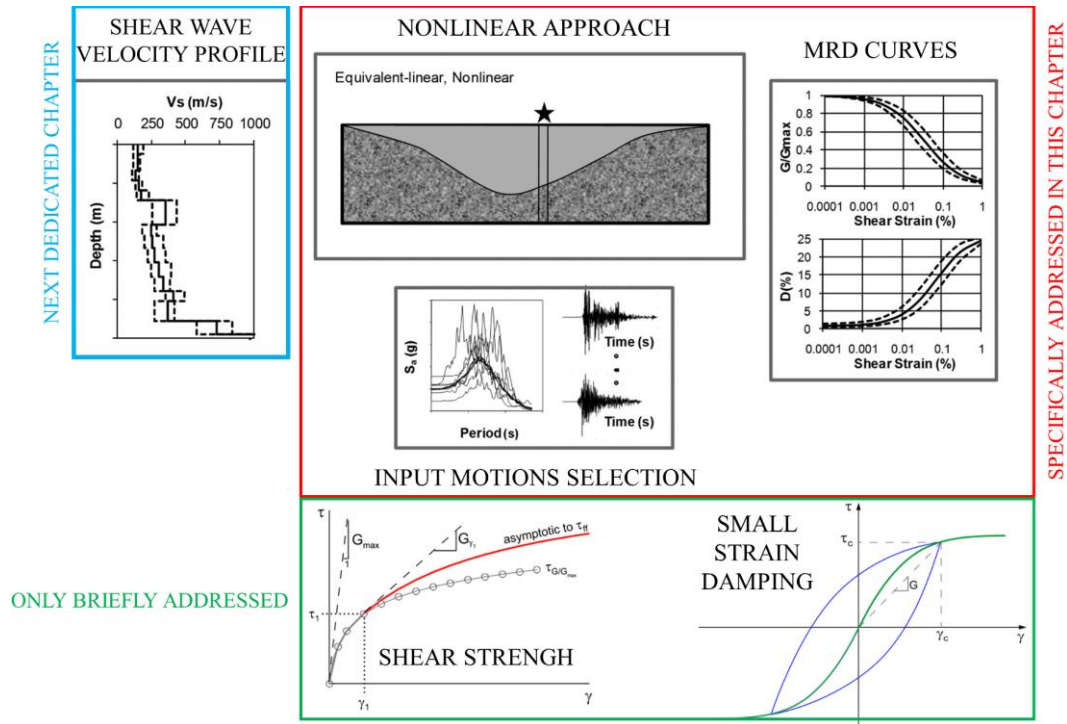 NEXT DEDICATED CHAPTER
SHEAR WAVE
VELOCITY PROFILE
Vs (m/s)
0 250 500 750 1000
Depth (m)
NONLINEAR APPROACH
Equivalent-linear, Nonlinear
Sa (g)
Period (s)
Time (s)
Time (s)
INPUT MOTIONS SELECTION
MRD CURVES
G/Gmax
1
0.8
0.6
0.4
0.2
0
0.0001 0.001 0.01 0.1 1
Shear Strain (%)
D(%)
25
20
15
10
5
0
0.0001 0.001 0.01 0.1 1
Shear Strain (%)
SPECIFICALLY ADDRESSED IN THIS CHAPTER
ONLY BRIEFLY ADDRESSED
τ
Gmax
1
Gγ1
1
asymptotic to τff
τG/Gmax
τ1
SHEAR STRENGH
γ1
γ
SMALL
STRAIN
DAMPING
τ
τc
G
γc
γ